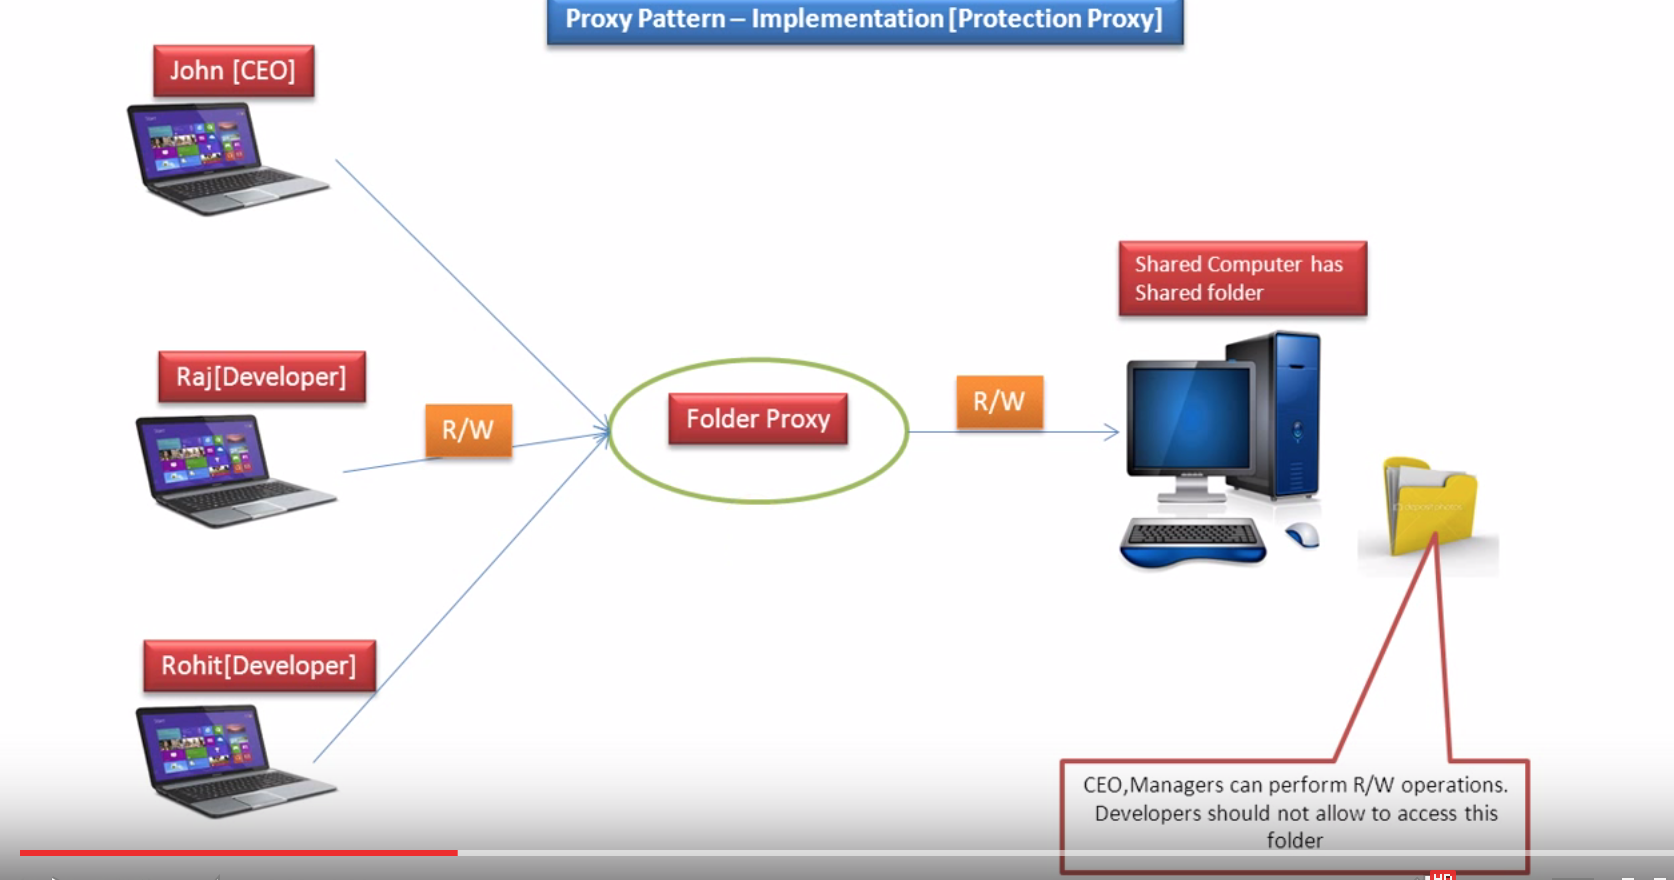 Proxy Pattern – Implementation [Protection Proxy]
John [CEO]
Shared Computer has
Shared folder
Raj[Developer]
R/W
Folder Proxy
R/W
Rohit[Developer]
CEO,Managers can perform R/W operations.
Developers should not allow to access this
folder
HD